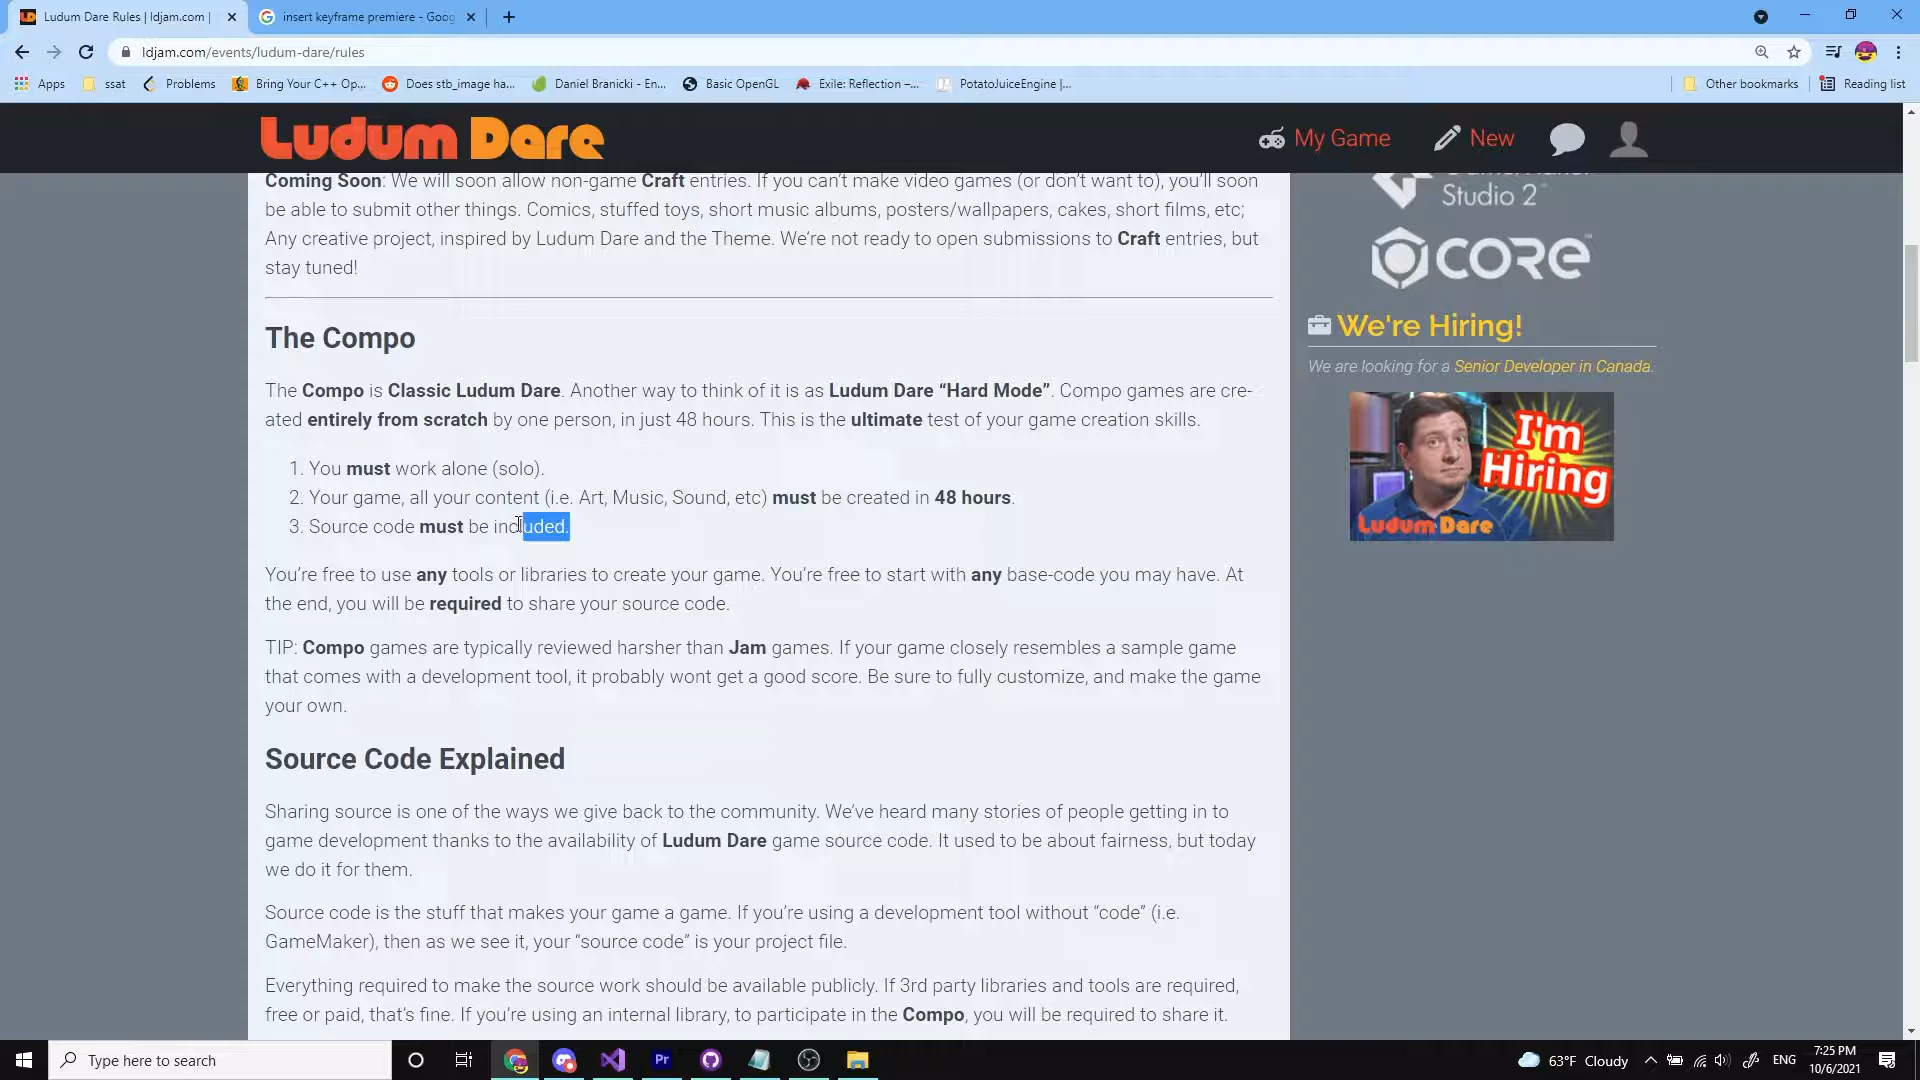 Ludum Dare Rules | ldjam.com |
insert keyframe premiere - Goog
ldjam.com/events/ludum-dare/rules
Apps ssat Problems Bring Your C++ Op... Does stb_image ha... Daniel Branicki - En... Basic OpenGL Exile: Reflection –... PotatoJuiceEngine |... Other bookmarks Reading list
Ludum Dare My Game New
Coming Soon: We will soon allow non-game Craft entries. If you can't make video games (or don't want to), you'll soon
be able to submit other things. Comics, stuffed toys, short music albums, posters/wallpapers, cakes, short films, etc;
Any creative project, inspired by Ludum Dare and the Theme. We're not ready to open submissions to Craft entries, but
stay tuned!
The Compo
The Compo is Classic Ludum Dare. Another way to think of it is as Ludum Dare “Hard Mode”. Compo games are cre-
ated entirely from scratch by one person, in just 48 hours. This is the ultimate test of your game creation skills.
1. You must work alone (solo).
2. Your game, all your content (i.e. Art, Music, Sound, etc) must be created in 48 hours.
3. Source code must be included.
You're free to use any tools or libraries to create your game. You're free to start with any base-code you may have. At
the end, you will be required to share your source code.
TIP: Compo games are typically reviewed harsher than Jam games. If your game closely resembles a sample game
that comes with a development tool, it probably wont get a good score. Be sure to fully customize, and make the game
your own.
Source Code Explained
Sharing source is one of the ways we give back to the community. We've heard many stories of people getting in to
game development thanks to the availability of Ludum Dare game source code. It used to be about fairness, but today
we do it for them.
Source code is the stuff that makes your game a game. If you're using a development tool without “code” (i.e.
GameMaker), then as we see it, your “source code” is your project file.
Everything required to make the source work should be available publicly. If 3rd party libraries and tools are required,
free or paid, that's fine. If you're using an internal library, to participate in the Compo, you will be required to share it.
Studio 2
CORE
We're Hiring!
We are looking for a Senior Developer in Canada.
I'm
Hiring
Ludum Dare
Type here to search
Pr
63°F Cloudy
ENG
7:25 PM
10/6/2021